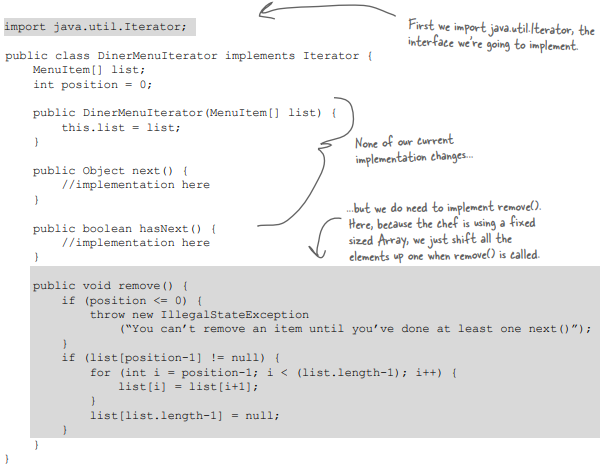 import java.util.Iterator;
First we import java.util.Iterator, the
interface we're going to implement.
public class DinerMenuIterator implements Iterator {
MenuItem[] list;
int position = 0;
public DinerMenuIterator(MenuItem[] list) {
this.list = list;
}
None of our current
implementation changes...
public Object next() {
//implementation here
}
public boolean hasNext() {
//implementation here
}
...but we do need to implement remove().
Here, because the chef is using a fixed
sized Array, we just shift all the
elements up one when remove() is called.
public void remove() {
if (position <= 0) {
throw new IllegalStateException
(“You can’t remove an item until you’ve done at least one next()”);
}
if (list[position-1] != null) {
for (int i = position-1; i < (list.length-1); i++) {
list[i] = list[i+1];
}
list[list.length-1] = null;
}
}
}